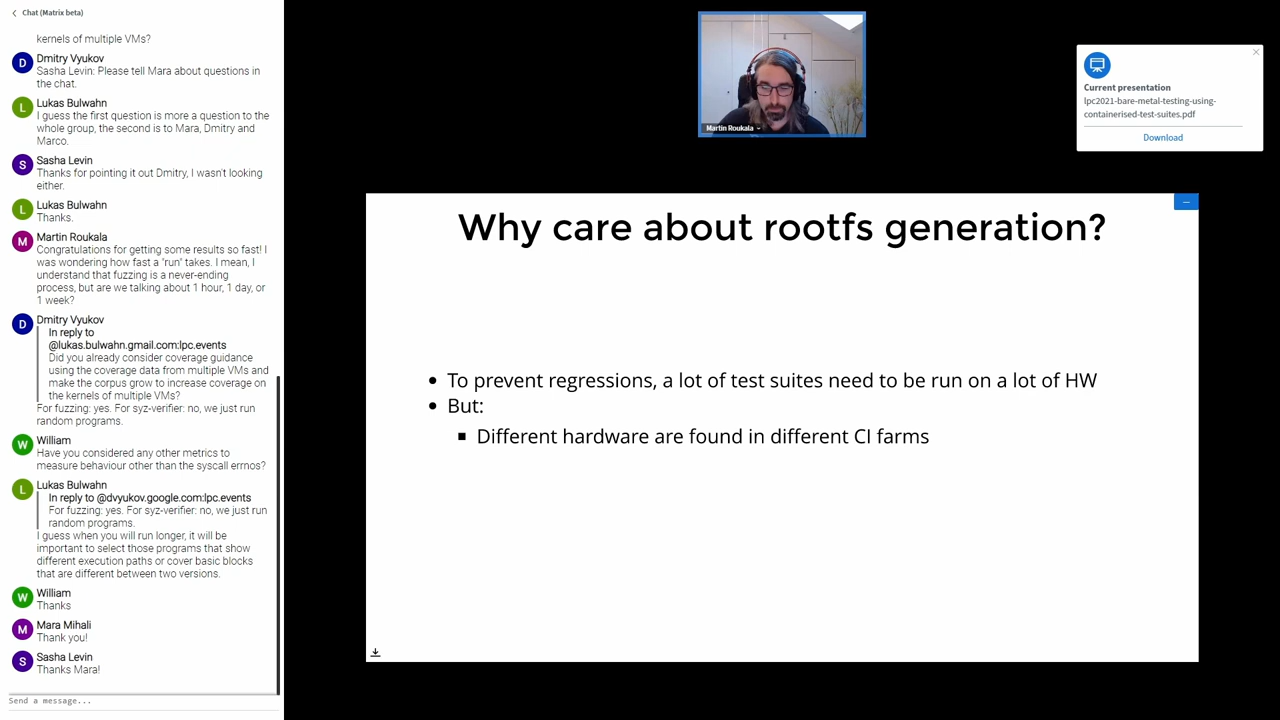 Chat (Matrix beta)
kernels of multiple VMs?
D
Dmitry Vyukov
Sasha Levin: Please tell Mara about questions in
the chat.
L
Lukas Bulwahn
I guess the first question is more a question to the
whole group, the second is to Mara, Dmitry and
Marco.
S
Sasha Levin
Thanks for pointing it out Dmitry, I wasn't looking
either.
L
Lukas Bulwahn
Thanks.
M
Martin Roukala
Congratulations for getting some results so fast! I
was wondering how fast a "run" takes. I mean, I
understand that fuzzing is a never-ending
process, but are we talking about 1 hour, 1 day, or
1 week?
D
Dmitry Vyukov
In reply to
@lukas.bulwahn.gmail.com:lpc.events
Did you already consider coverage guidance
using the coverage data from multiple VMs and
make the corpus grow to increase coverage on
the kernels of multiple VMs?
For fuzzing: yes. For syz-verifier: no, we just run
random programs.
W
William
Have you considered any other metrics to
measure behaviour other than the syscall errnos?
L
Lukas Bulwahn
In reply to @dvyukov.google.com:lpc.events
For fuzzing: yes. For syz-verifier: no, we just run
random programs.
I guess when you will run longer, it will be
important to select those programs that show
different execution paths or cover basic blocks
that are different between two versions.
W
William
Thanks
M
Mara Mihali
Thank you!
S
Sasha Levin
Thanks Mara!
Send a message...
Martin Roukala
Current presentation
lpc2021-bare-metal-testing-using-
containerised-test-suites.pdf
Download
Why care about rootfs generation?
• To prevent regressions, a lot of test suites need to be run on a lot of HW
• But:
▪ Different hardware are found in different CI farms